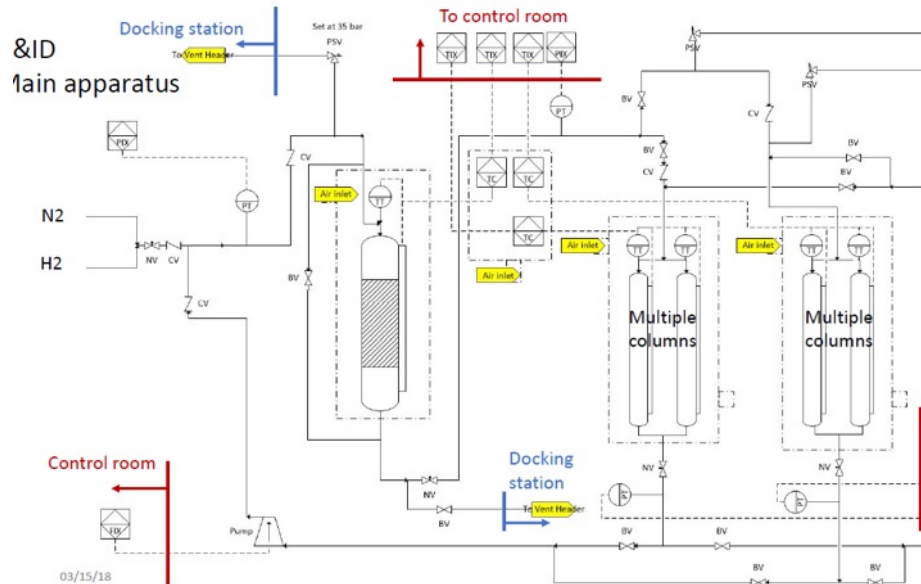 &ID
Main apparatus
Docking station
Set at 35 bar
PSV
To Vent Header
To control room
TIX
TIX
TIX
PIX
PT
PSV
PSV
BV
CV
BV
CV
BV
BV
PIX
PT
CV
N2
H2
NV
CV
CV
BV
Air inlet
TT
TC
TC
TC
Air inlet
Air inlet
TT
TT
Air inlet
TT
TT
Multiple
columns
Multiple
columns
NV
NV
PT
PT
Control room
FIX
Pump
NV
BV
Docking
station
To Vent Header
BV
BV
BV
BV
03/15/18